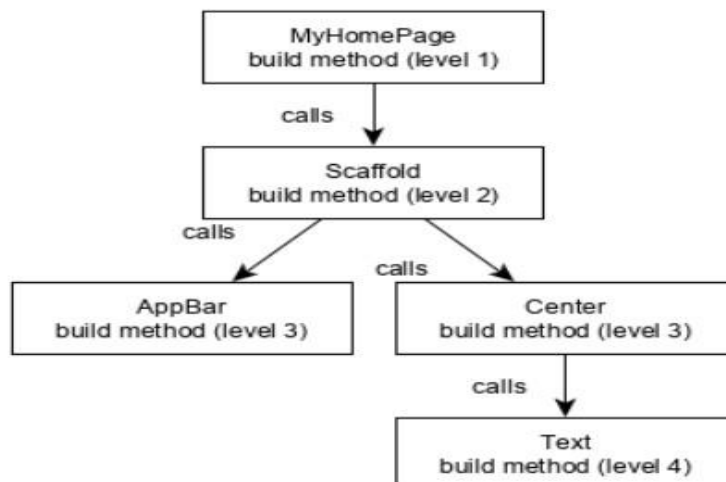 MyHomePage
build method (level 1)
calls
Scaffold
build method (level 2)
calls
calls
AppBar
build method (level 3)
Center
build method (level 3)
calls
Text
build method (level 4)